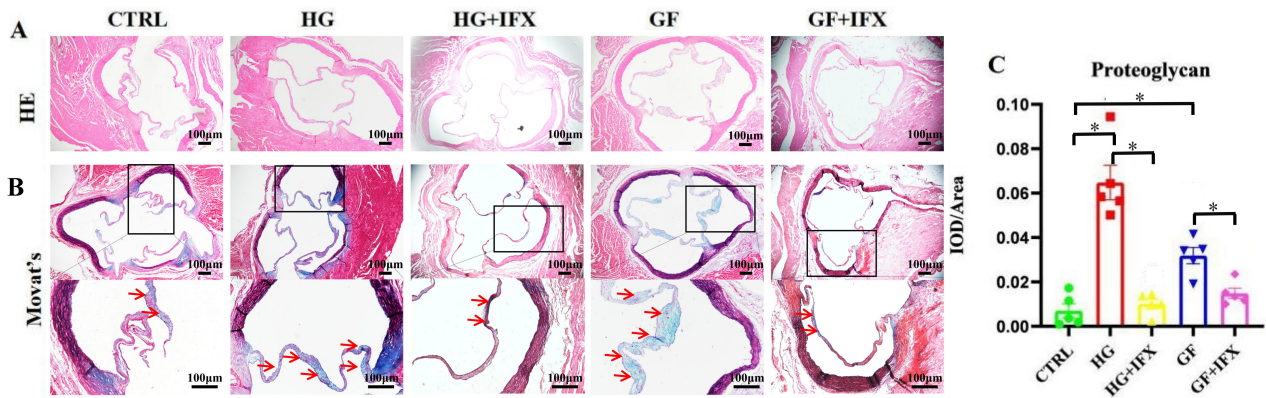 CTRL HG HG+IFX GF GF+IFX
A
HE
100μm 100μm 100μm 100μm 100μm
B
Movat's
100μm 100μm 100μm 100μm 100μm
100μm 100μm 100μm 100μm 100μm
C
Proteoglycan
IOD/Area
0.10
0.08
0.06
0.04
0.02
0.00
* 
* *
*
CTRL HG HG+IFX GF GF+IFX